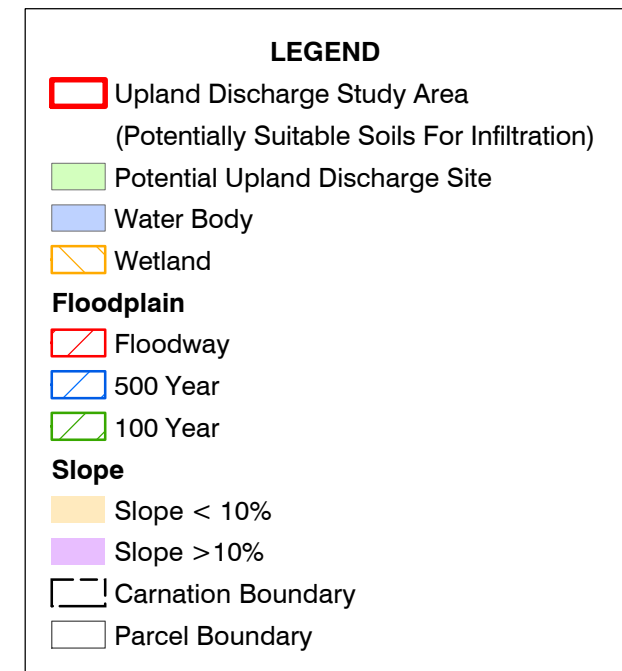 LEGEND
Upland Discharge Study Area
(Potentially Suitable Soils For Infiltration)
Potential Upland Discharge Site
Water Body
Wetland
Floodplain
Floodway
500 Year
100 Year
Slope
Slope < 10%
Slope >10%
Carnation Boundary
Parcel Boundary